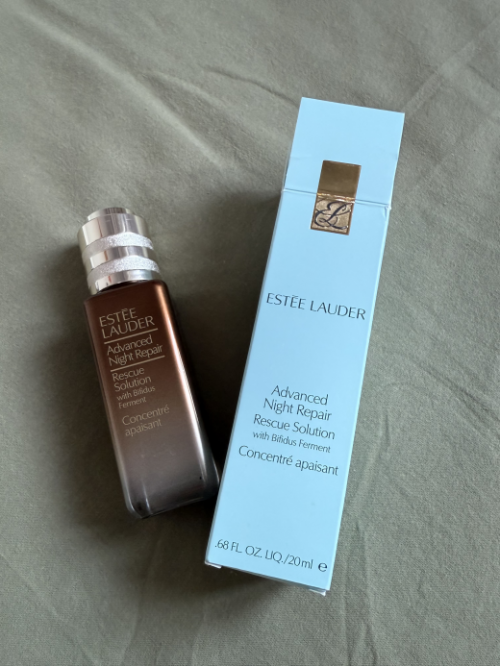 ESTĒE
LAUDER
Advanced
Night Repair
Rescue
Solution
with Bifidus
Ferment
Concentré
apaisant
EL
ESTĒE LAUDER
Advanced
Night Repair
Rescue Solution
with Bifidus Ferment
Concentré apaisant
.68 FL. OZ. LIQ./20ml ℮